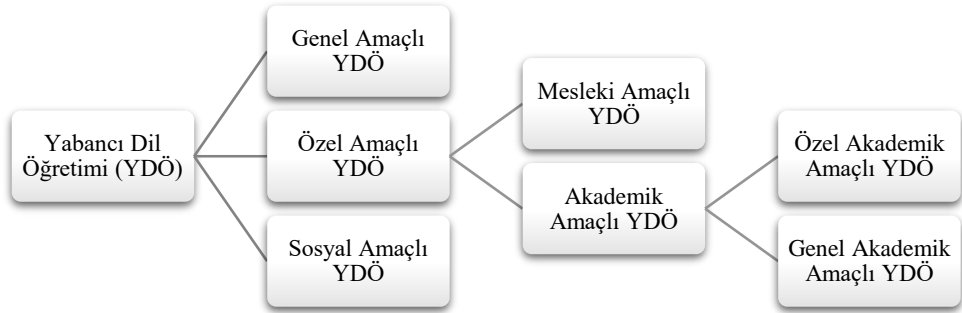 Yabancı Dil
Öğretimi (YDÖ)
Genel Amaçlı
YDÖ
Özel Amaçlı
YDÖ
Sosyal Amaçlı
YDÖ
Mesleki Amaçlı
YDÖ
Akademik
Amaçlı YDÖ
Özel Akademik
Amaçlı YDÖ
Genel Akademik
Amaçlı YDÖ